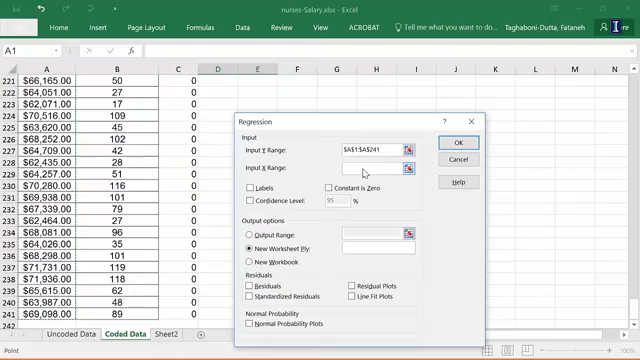 nurses-Salary.xlsx - Excel
Home Insert Page Layout Formulas Data Review View ACROBAT Tell me what you want to do... Taghaboni-Dutta, Fataneh
A1 fx
A B C D E F G H I J K L M N
221 $66,165.00 50 0
222 $64,051.00 27 0
223 $62,071.00 17 0
224 $70,516.00 109 0
225 $63,620.00 45 0
226 $68,252.00 102 0
227 $64,709.00 42 0
228 $62,435.00 28 0
229 $65,257.00 51 0
230 $70,280.00 116 0
231 $69,938.00 101 0
232 $67,339.00 79 0
233 $62,464.00 27 0
234 $68,285.00 96 0
235 $64,026.00 35 0
236 $68,298.00 101 0
237 $71,731.00 119 0
238 $71,936.00 118 0
239 $65,615.00 62 0
240 $63,987.00 48 0
241 $69,098.00 89 0
242
Regression ?
Input
Input Y Range: $A$1:$A$241
Input X Range:
Labels Constant is Zero
Confidence Level: 95 %
Output options
Output Range:
New Worksheet Ply:
New Workbook
Residuals
Residuals Residual Plots
Standardized Residuals Line Fit Plots
Normal Probability
Normal Probability Plots
OK
Cancel
Help
Uncoded Data Coded Data Sheet2
Point
100%